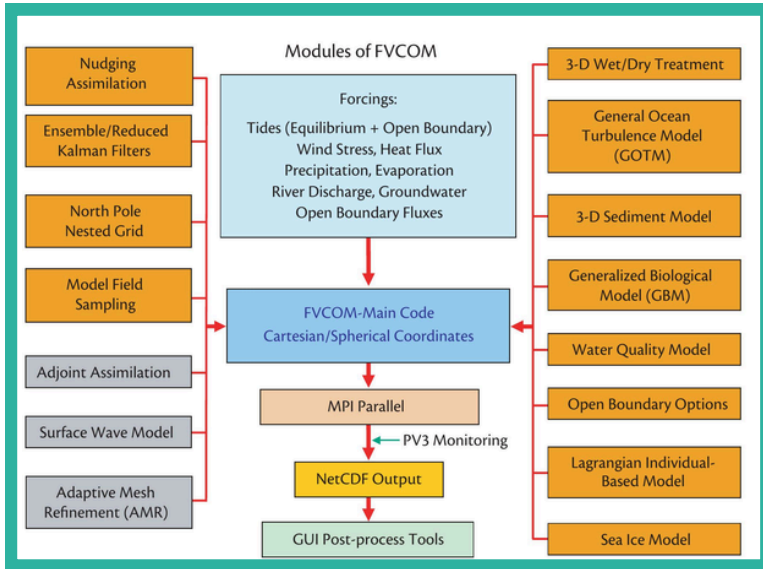 Modules of FVCOM
Nudging
Assimilation
Ensemble/Reduced
Kalman Filters
North Pole
Nested Grid
Model Field
Sampling
Adjoint Assimilation
Surface Wave Model
Adaptive Mesh
Refinement (AMR)
Forcings:
Tides (Equilibrium + Open Boundary)
Wind Stress, Heat Flux
Precipitation, Evaporation
River Discharge, Groundwater
Open Boundary Fluxes
FVCOM-Main Code
Cartesian/Spherical Coordinates
MPI Parallel
PV3 Monitoring
NetCDF Output
GUI Post-process Tools
3-D Wet/Dry Treatment
General Ocean
Turbulence Model
(GOTM)
3-D Sediment Model
Generalized Biological
Model (GBM)
Water Quality Model
Open Boundary Options
Lagrangian Individual-
Based Model
Sea Ice Model